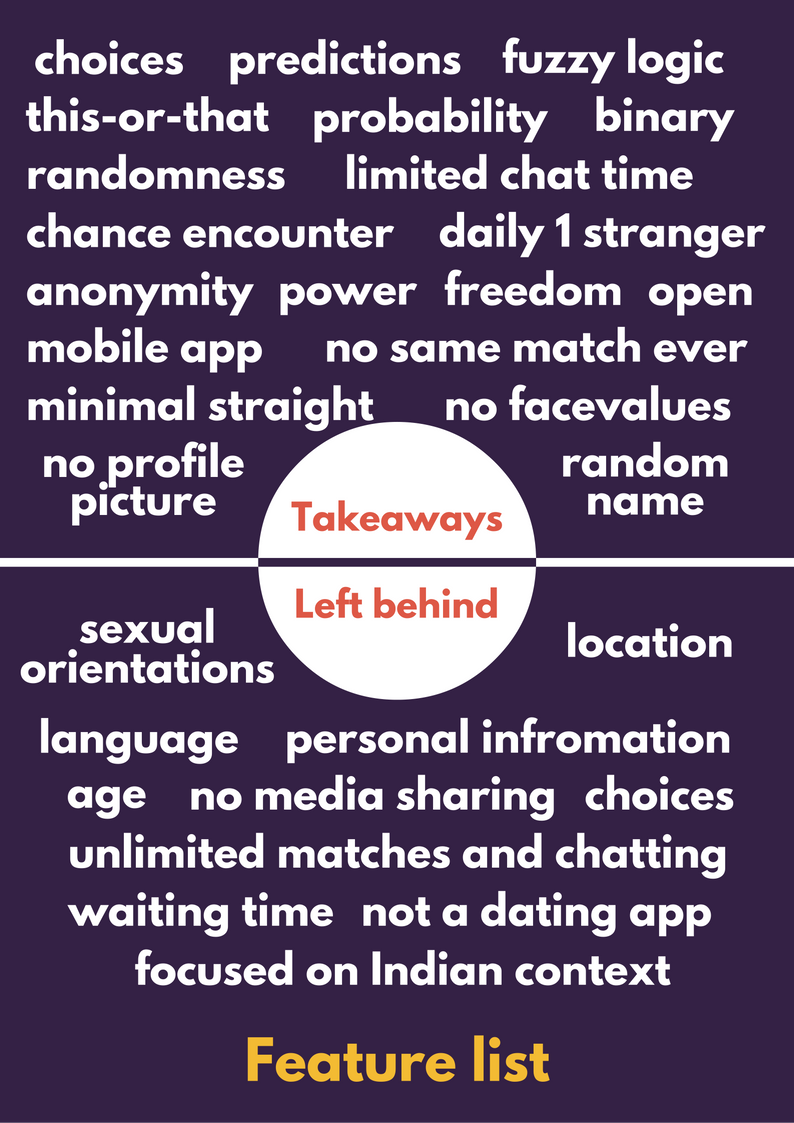 choices predictions fuzzy logic
this-or-that probability binary
randomness limited chat time
chance encounter daily 1 stranger
anonymity power freedom open
mobile app no same match ever
minimal straight no facevalues
no profile
picture
random
name
Takeaways
Left behind
sexual
orientations
location
language personal infromation
age no media sharing choices
unlimited matches and chatting
waiting time not a dating app
focused on Indian context
Feature list